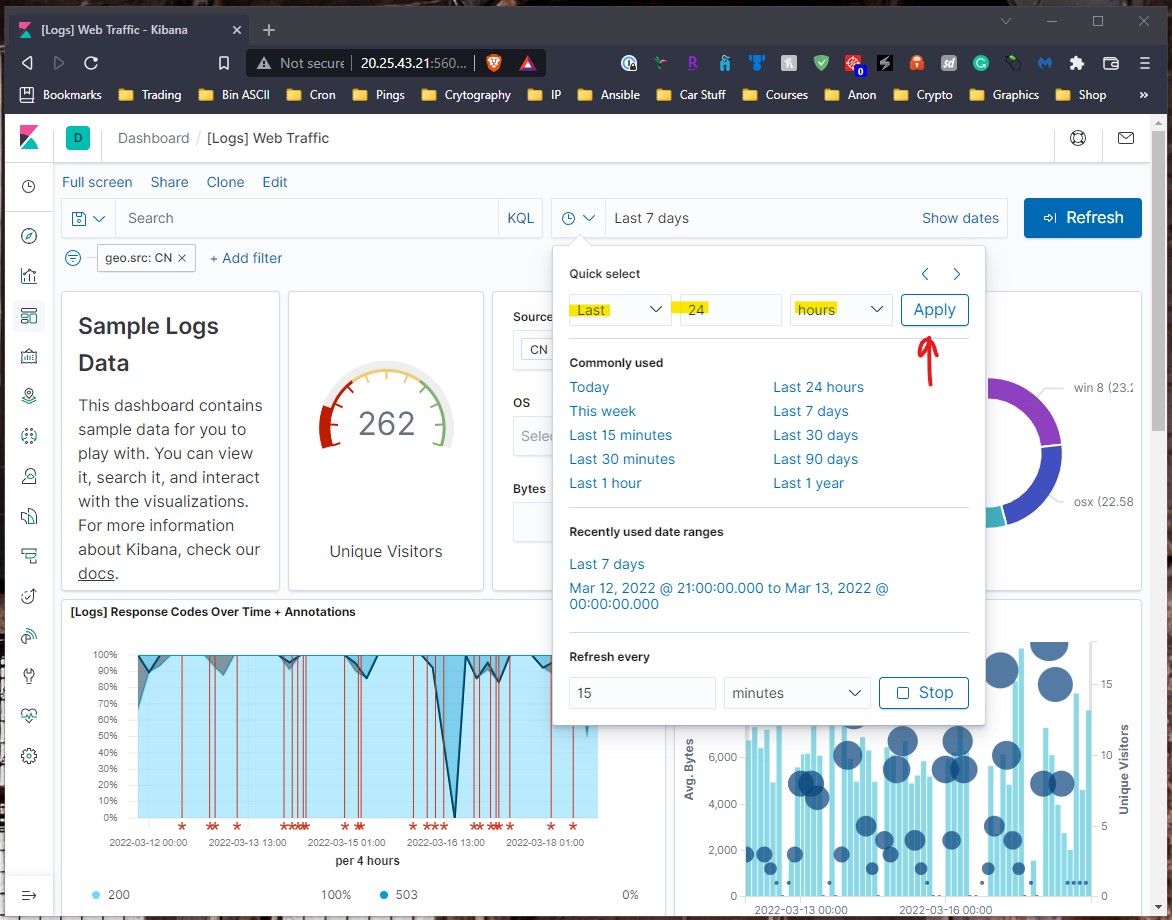 [Logs] Web Traffic - Kibana
Not secure 20.25.43.21:560...
0
Bookmarks Trading Bin ASCII Cron Pings Crytography IP Ansible Car Stuff Courses Anon Crypto Graphics Shop »
D Dashboard / [Logs] Web Traffic
Full screen Share Clone Edit
Search KQL Last 7 days Show dates Refresh
geo.src: CN × + Add filter
Sample Logs
Data
This dashboard contains
sample data for you to
play with. You can view
it, search it, and interact
with the visualizations.
For more information
about Kibana, check our
docs.
262
Unique Visitors
Source
CN
OS
Selec
Bytes
Quick select
Last 24 hours Apply
Commonly used
Today Last 24 hours
This week Last 7 days
Last 15 minutes Last 30 days
Last 30 minutes Last 90 days
Last 1 hour Last 1 year
Recently used date ranges
Last 7 days
Mar 12, 2022 @ 21:00:00.000 to Mar 13, 2022 @
00:00:00.000
Refresh every
15 minutes Stop
win 8 (23.2
osx (22.58
[Logs] Response Codes Over Time + Annotations
100%
90%
80%
70%
60%
50%
40%
30%
20%
10%
0%
2022-03-12 00:00 2022-03-13 13:00 2022-03-15 01:00 2022-03-16 13:00 2022-03-18 01:00
per 4 hours
200 100% 503 0%
Avg. Bytes
6,000
4,000
2,000
0
15
10
5
0
Unique Visitors
2022-03-13 00:00 2022-03-16 00:00